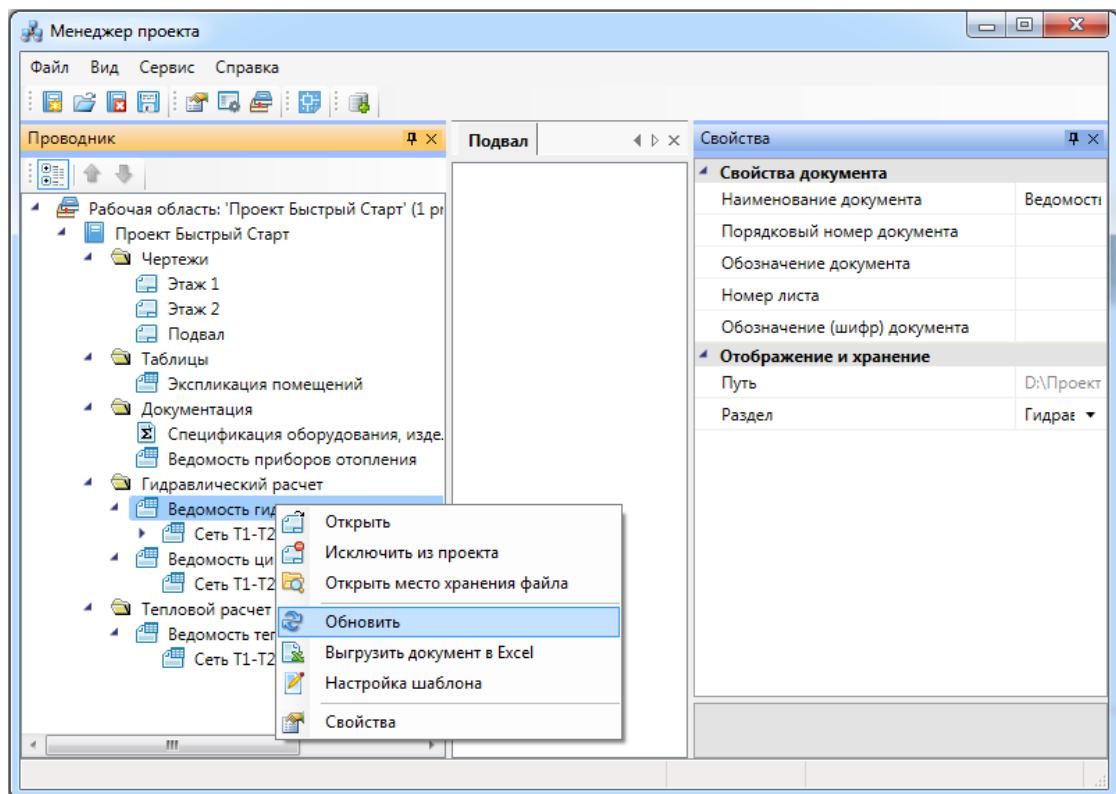 Менеджер проекта
Файл Вид Сервис Справка
Проводник
Рабочая область: 'Проект Быстрый Старт' (1 pr
Проект Быстрый Старт
Чертежи
Этаж 1
Этаж 2
Подвал
Таблицы
Экспликация помещений
Документация
Спецификация оборудования, изде.
Ведомость приборов отопления
Гидравлический расчет
Ведомость гид
Сеть Т1-Т2
Ведомость ци
Сеть Т1-Т2
Тепловой расчет
Ведомость теп
Сеть Т1-Т2
Открыть
Исключить из проекта
Открыть место хранения файла
Обновить
Выгрузить документ в Excel
Настройка шаблона
Свойства
Подвал
Свойства
Свойства документа
Наименование документа Ведомость
Порядковый номер документа
Обозначение документа
Номер листа
Обозначение (шифр) документа
Отображение и хранение
Путь D:\Проект
Раздел Гидрав